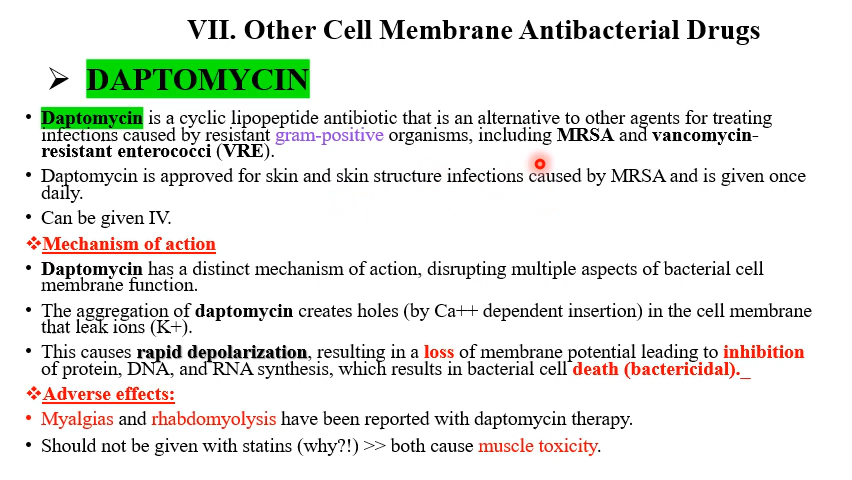 VII. Other Cell Membrane Antibacterial Drugs
➢ DAPTOMYCIN
• Daptomycin is a cyclic lipopeptide antibiotic that is an alternative to other agents for treating
infections caused by resistant gram-positive organisms, including MRSA and vancomycin-
resistant enterococci (VRE).
• Daptomycin is approved for skin and skin structure infections caused by MRSA and is given once
daily.
• Can be given IV.
❖Mechanism of action
• Daptomycin has a distinct mechanism of action, disrupting multiple aspects of bacterial cell
membrane function.
• The aggregation of daptomycin creates holes (by Ca++ dependent insertion) in the cell membrane
that leak ions (K+).
• This causes rapid depolarization, resulting in a loss of membrane potential leading to inhibition
of protein, DNA, and RNA synthesis, which results in bacterial cell death (bactericidal).
❖Adverse effects:
• Myalgias and rhabdomyolysis have been reported with daptomycin therapy.
• Should not be given with statins (why?!) >> both cause muscle toxicity.